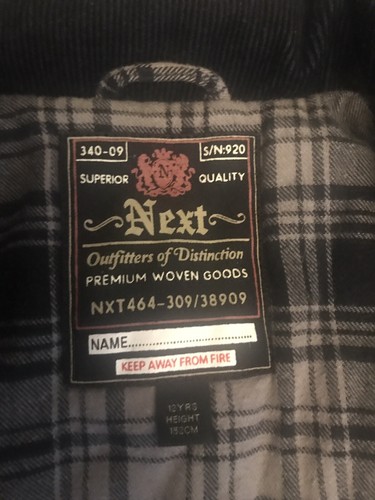 340-09 S/N:920
N
SUPERIOR QUALITY
~Next~
Outfitters of Distinction
PREMIUM WOVEN GOODS
NXT464-309/38909
NAME..............................
KEEP AWAY FROM FIRE
12YRS
HEIGHT
152CM